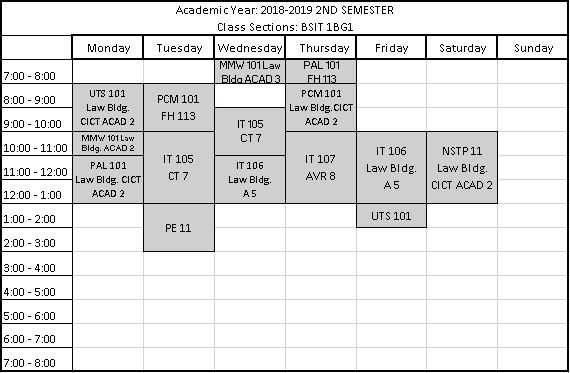 Academic Year: 2018-2019 2ND SEMESTER
Class Sections: BSIT 1BG1
Monday Tuesday Wednesday Thursday Friday Saturday Sunday
7:00 - 8:00
MMW 101 Law
Bldg ACAD 3
PAL 101
FH 113
8:00 - 9:00
UTS 101
Law Bldg.
CICT ACAD 2
PCM 101
FH 113
PCM 101
Law Bldg.
CICT ACAD 2
9:00 - 10:00
IT 105
CT 7
10:00 - 11:00
MMW 101 Law
Bldg. ACAD 2
IT 105
CT 7
IT 107
AVR 8
IT 106
Law Bldg.
A 5
NSTP 11
Law Bldg.
CICT ACAD 2
11:00 - 12:00
PAL 101
Law Bldg. CICT
ACAD 2
IT 106
Law Bldg.
A 5
12:00 - 1:00
1:00 - 2:00
PE 11
UTS 101
2:00 - 3:00
3:00 - 4:00
4:00 - 5:00
5:00 - 6:00
6:00 - 7:00
7:00 - 8:00